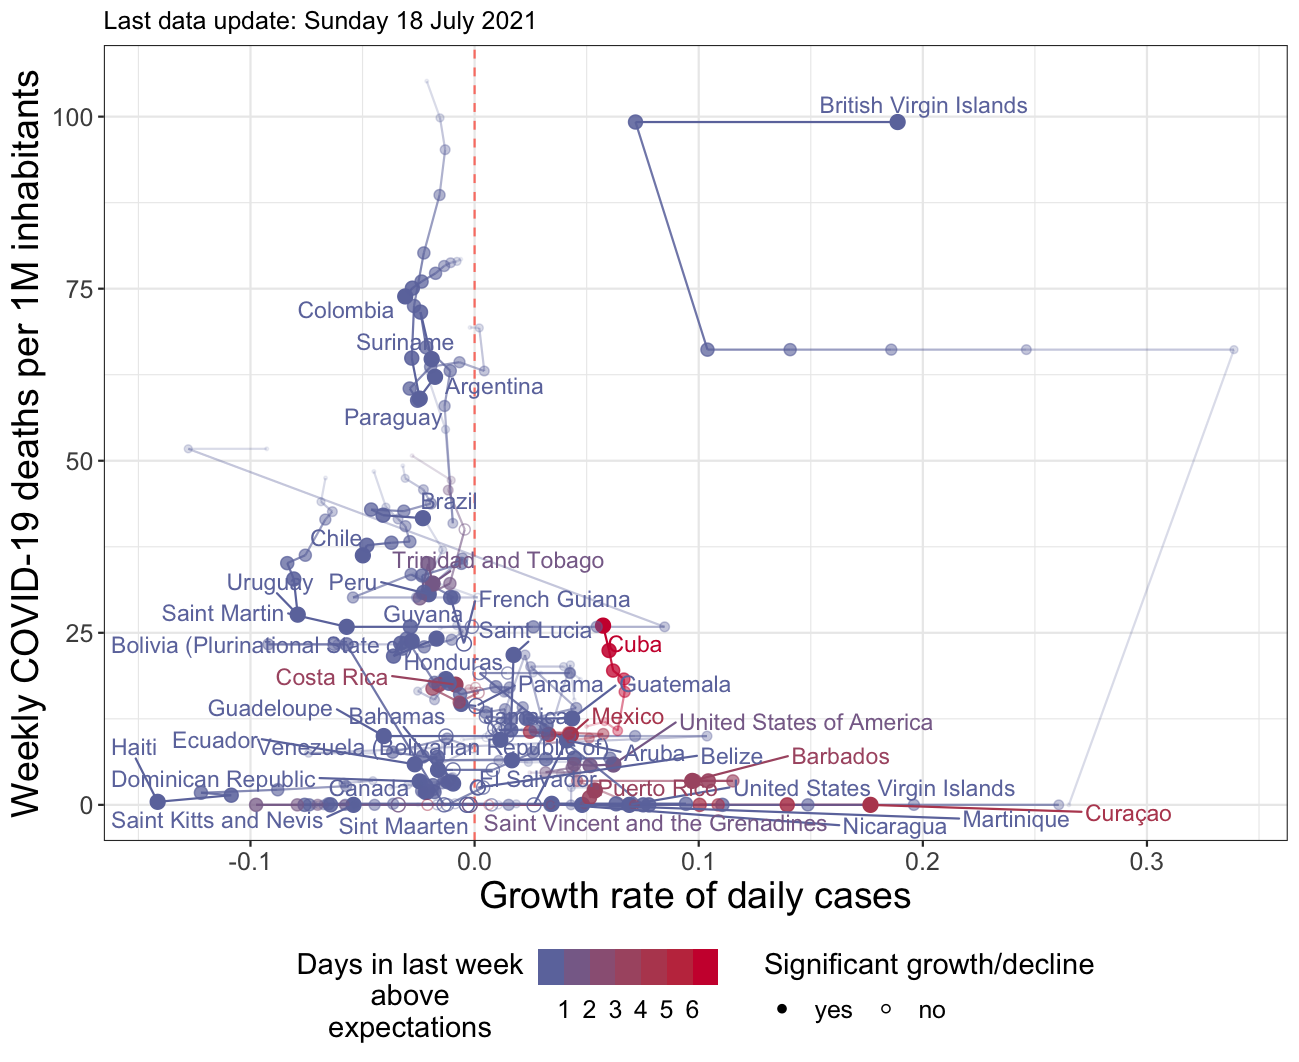 Last data update: Sunday 18 July 2021
Weekly COVID-19 deaths per 1M inhabitants
100
75
50
25
0
British Virgin Islands
Colombia
Suriname
Argentina
Paraguay
Brazil
Chile
Trinidad and Tobago
Uruguay
Peru
French Guiana
Saint Martin
Guyana
Saint Lucia
Bolivia (Plurinational State o
Cuba
Honduras
Costa Rica
Panama
Guatemala
Guadeloupe
Bahamas
Jamaica
Mexico
United States of America
Haiti
Ecuador
Venezuela (Bolivarian Republic of)
Aruba
Belize
Barbados
Dominican Republic
Canada
El Salvador
Puerto Rico
United States Virgin Islands
Saint Kitts and Nevis
Sint Maarten
Saint Vincent and the Grenadines
Nicaragua
Martinique
Curaçao
-0.1
0.0
0.1
0.2
0.3
Growth rate of daily cases
Days in last week
above
expectations
1 2 3 4 5 6
Significant growth/decline
yes
no